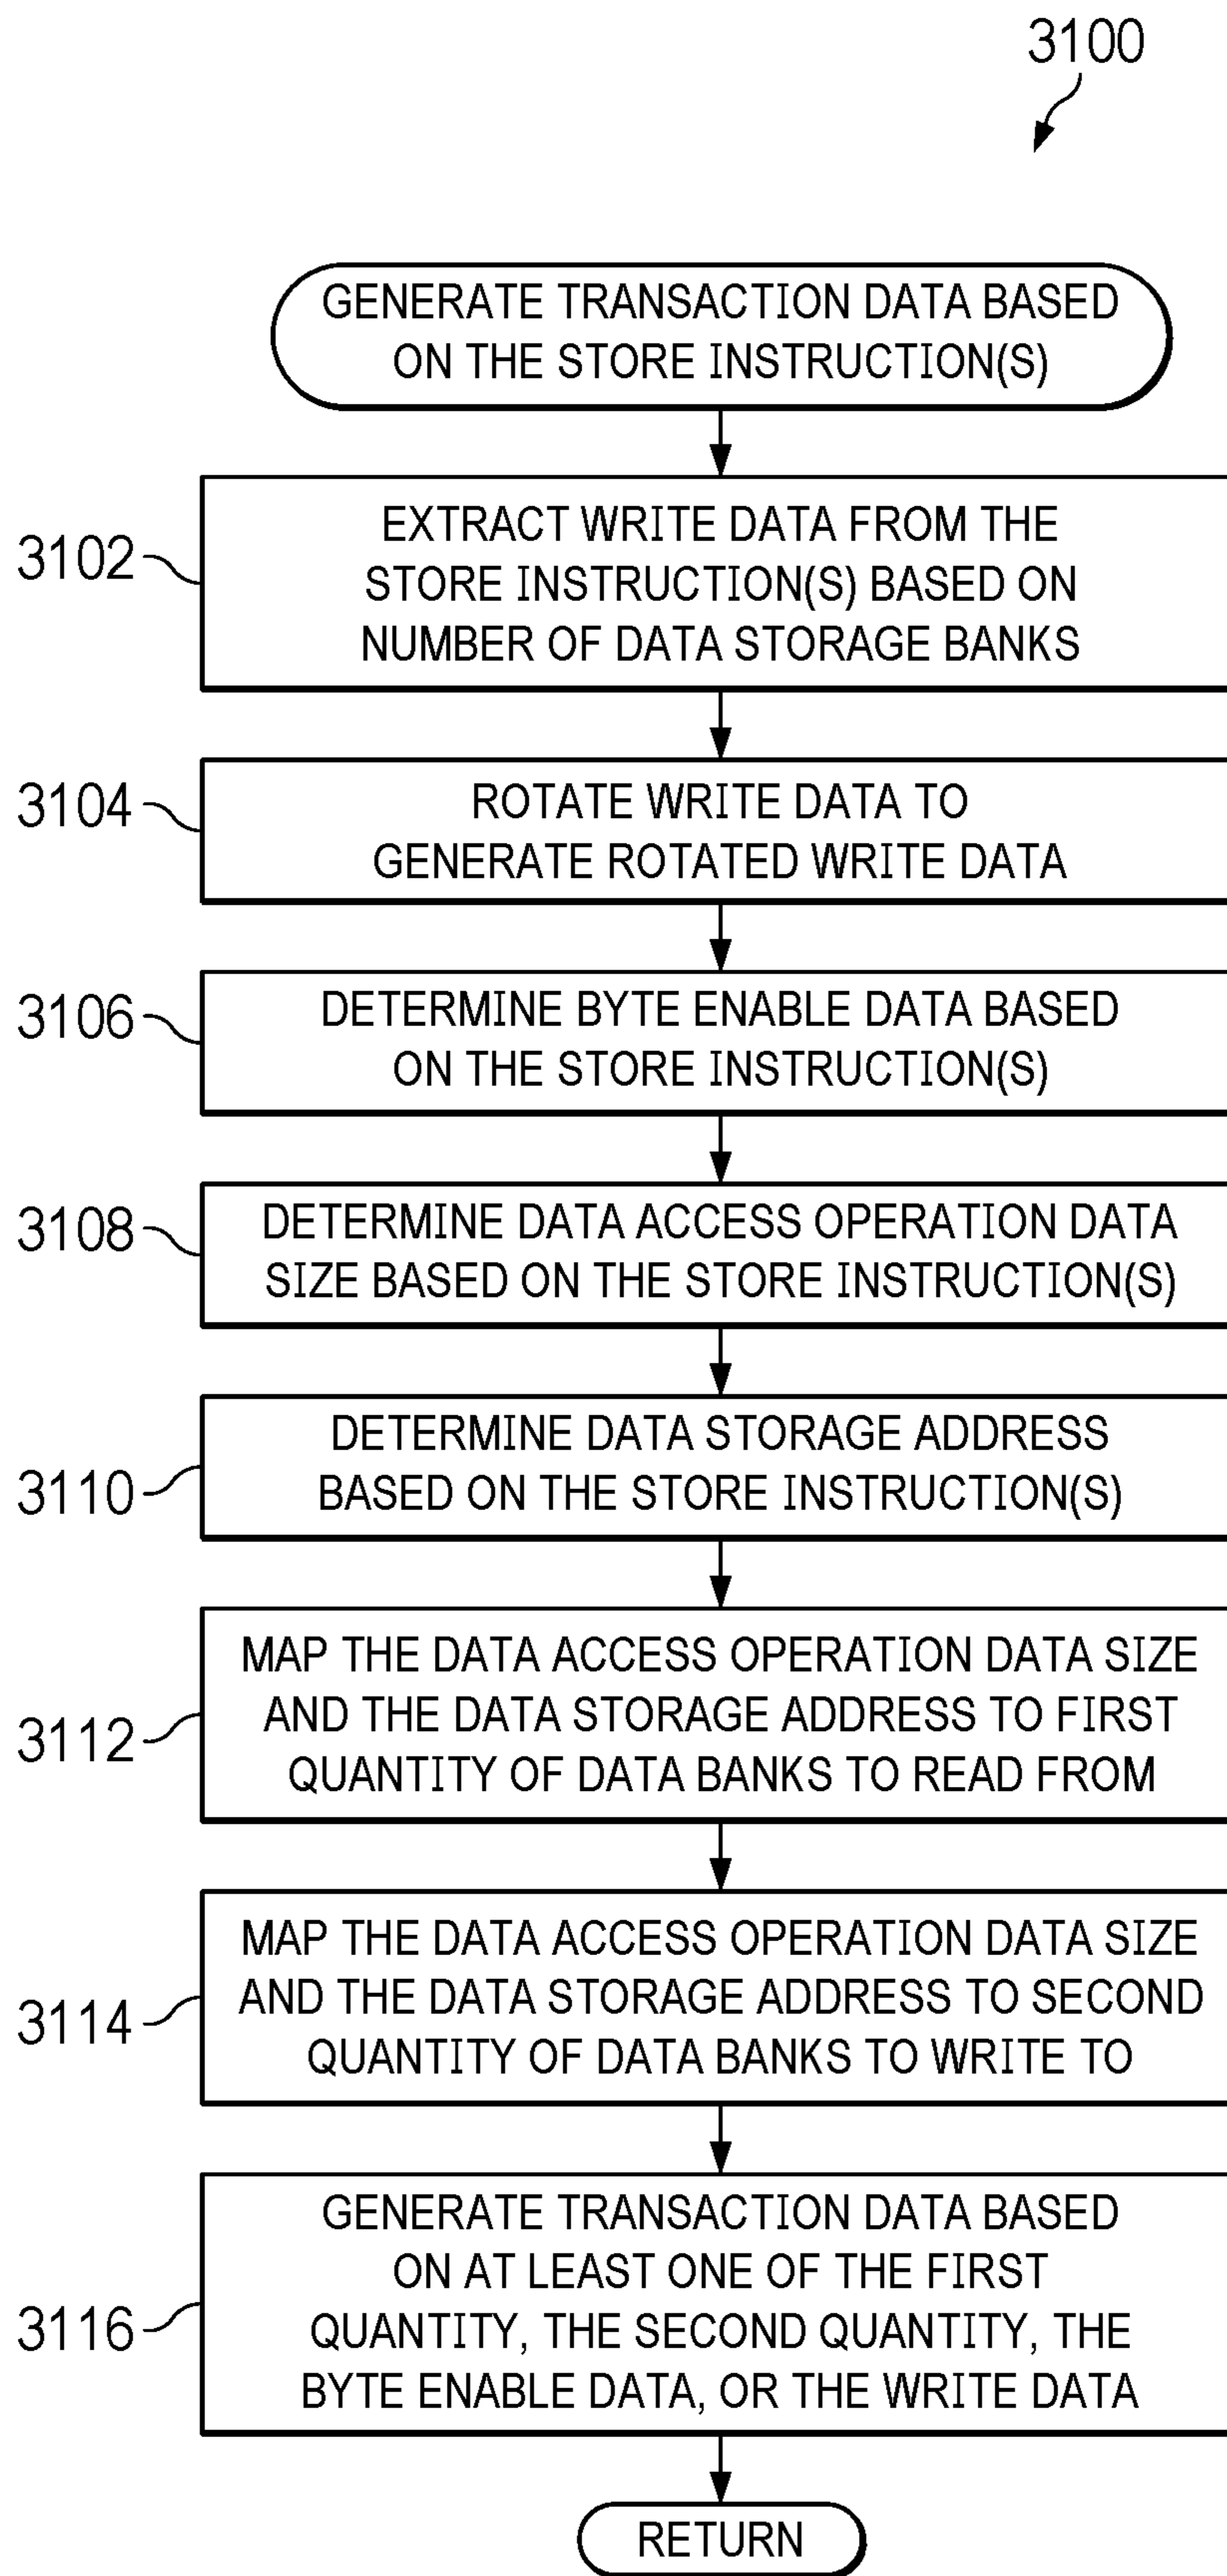 3100
GENERATE TRANSACTION DATA BASED
ON THE STORE INSTRUCTION(S)
3102
EXTRACT WRITE DATA FROM THE
STORE INSTRUCTION(S) BASED ON
NUMBER OF DATA STORAGE BANKS
3104
ROTATE WRITE DATA TO
GENERATE ROTATED WRITE DATA
3106
DETERMINE BYTE ENABLE DATA BASED
ON THE STORE INSTRUCTION(S)
3108
DETERMINE DATA ACCESS OPERATION DATA
SIZE BASED ON THE STORE INSTRUCTION(S)
3110
DETERMINE DATA STORAGE ADDRESS
BASED ON THE STORE INSTRUCTION(S)
3112
MAP THE DATA ACCESS OPERATION DATA SIZE
AND THE DATA STORAGE ADDRESS TO FIRST
QUANTITY OF DATA BANKS TO READ FROM
3114
MAP THE DATA ACCESS OPERATION DATA SIZE
AND THE DATA STORAGE ADDRESS TO SECOND
QUANTITY OF DATA BANKS TO WRITE TO
3116
GENERATE TRANSACTION DATA BASED
ON AT LEAST ONE OF THE FIRST
QUANTITY, THE SECOND QUANTITY, THE
BYTE ENABLE DATA, OR THE WRITE DATA
RETURN